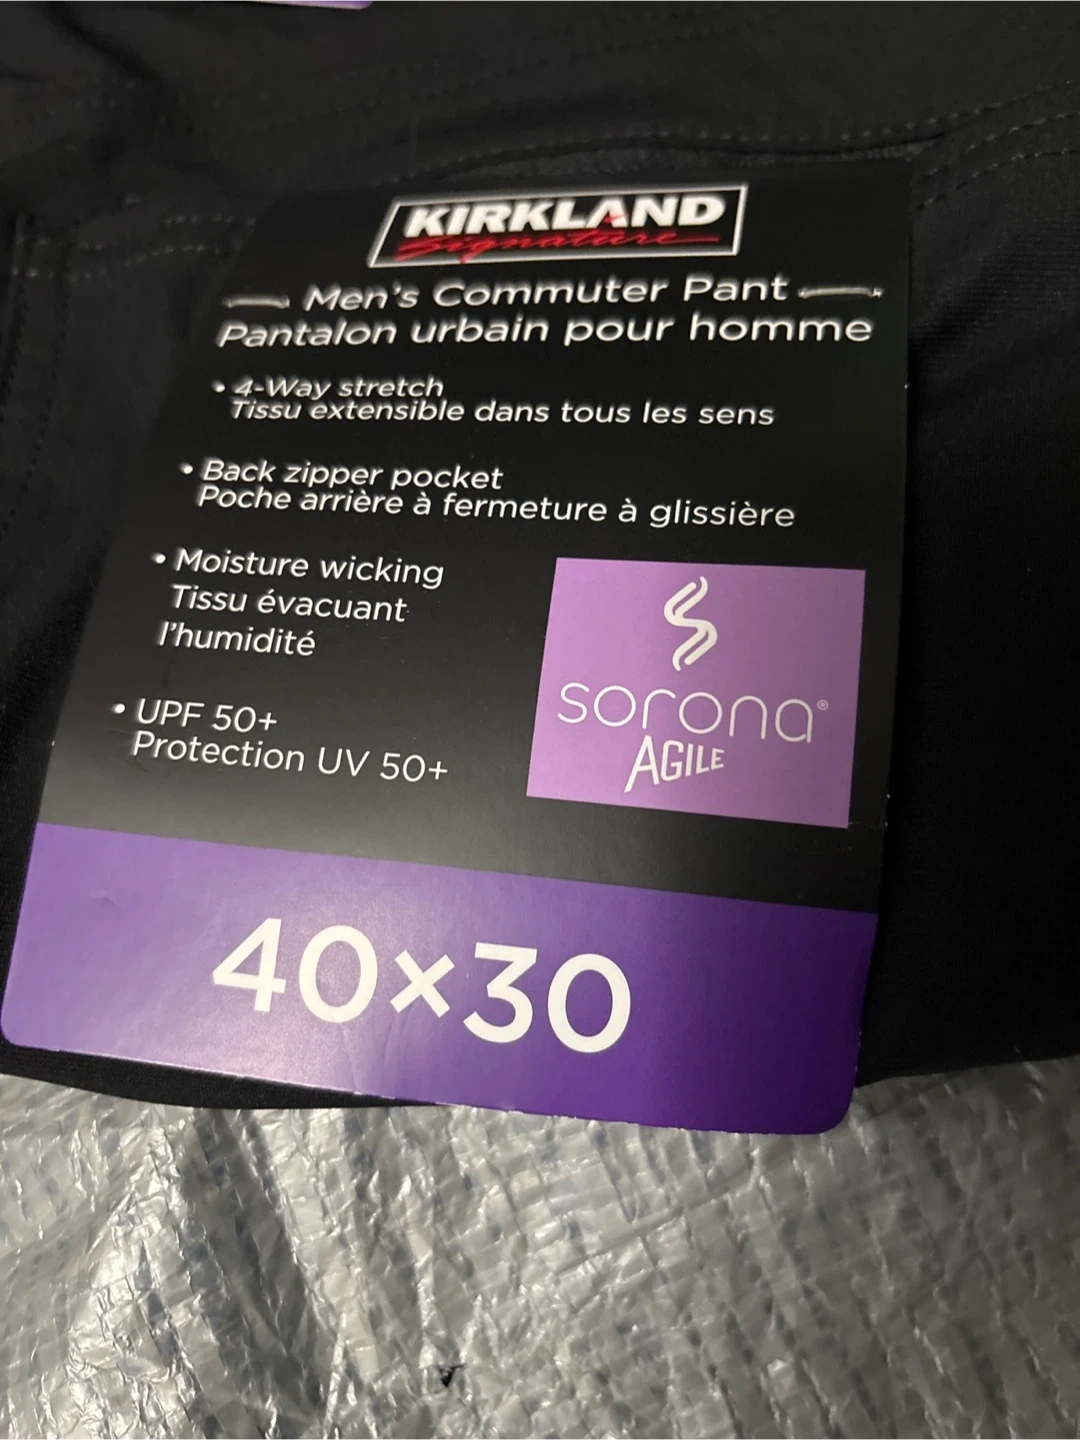 KIRKLAND
Signature
Men's Commuter Pant
Pantalon urbain pour homme
• 4-Way stretch
Tissu extensible dans tous les sens
• Back zipper pocket
Poche arrière à fermeture à glissière
• Moisture wicking
Tissu évacuant
l'humidité
• UPF 50+
Protection UV 50+
sorona®
AGILE
40×30